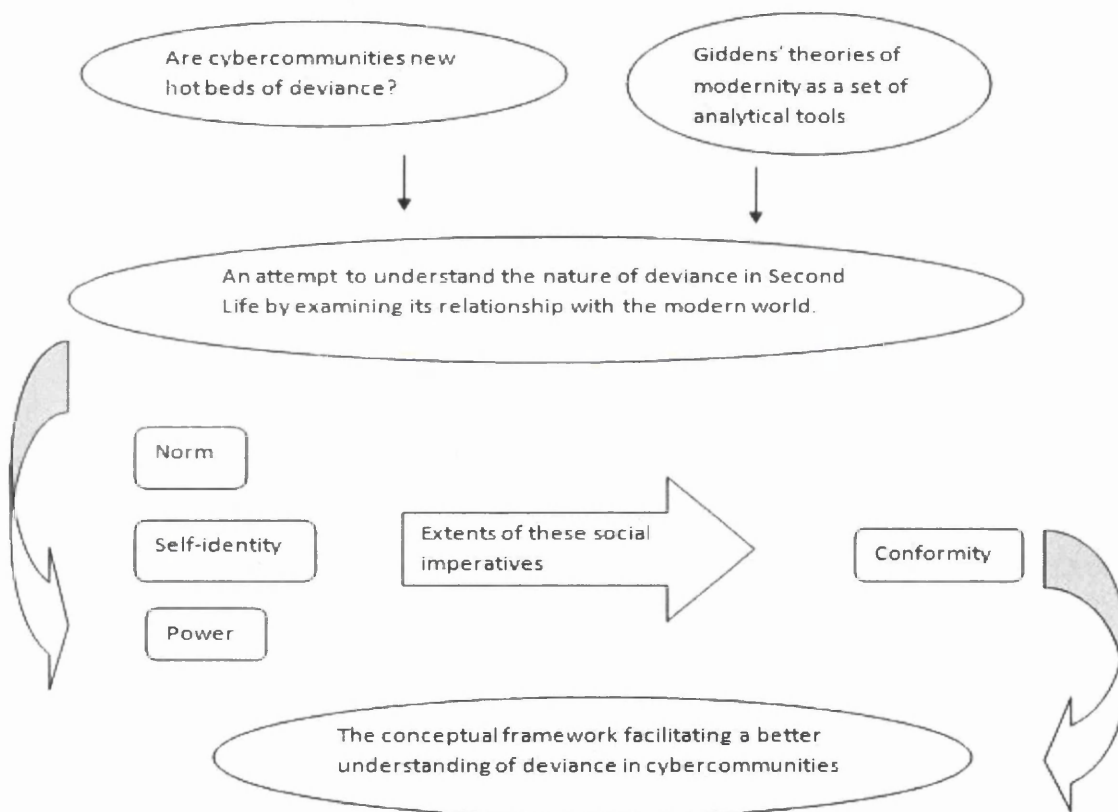 Are cybercommunities new
hot beds of deviance?
Giddens' theories of
modernity as a set of
analytical tools
An attempt to understand the nature of deviance in Second
Life by examining its relationship with the modern world.
Norm
Self-identity
Power
Extents of these social
imperatives
Conformity
The conceptual framework facilitating a better
understanding of deviance in cybercommunities